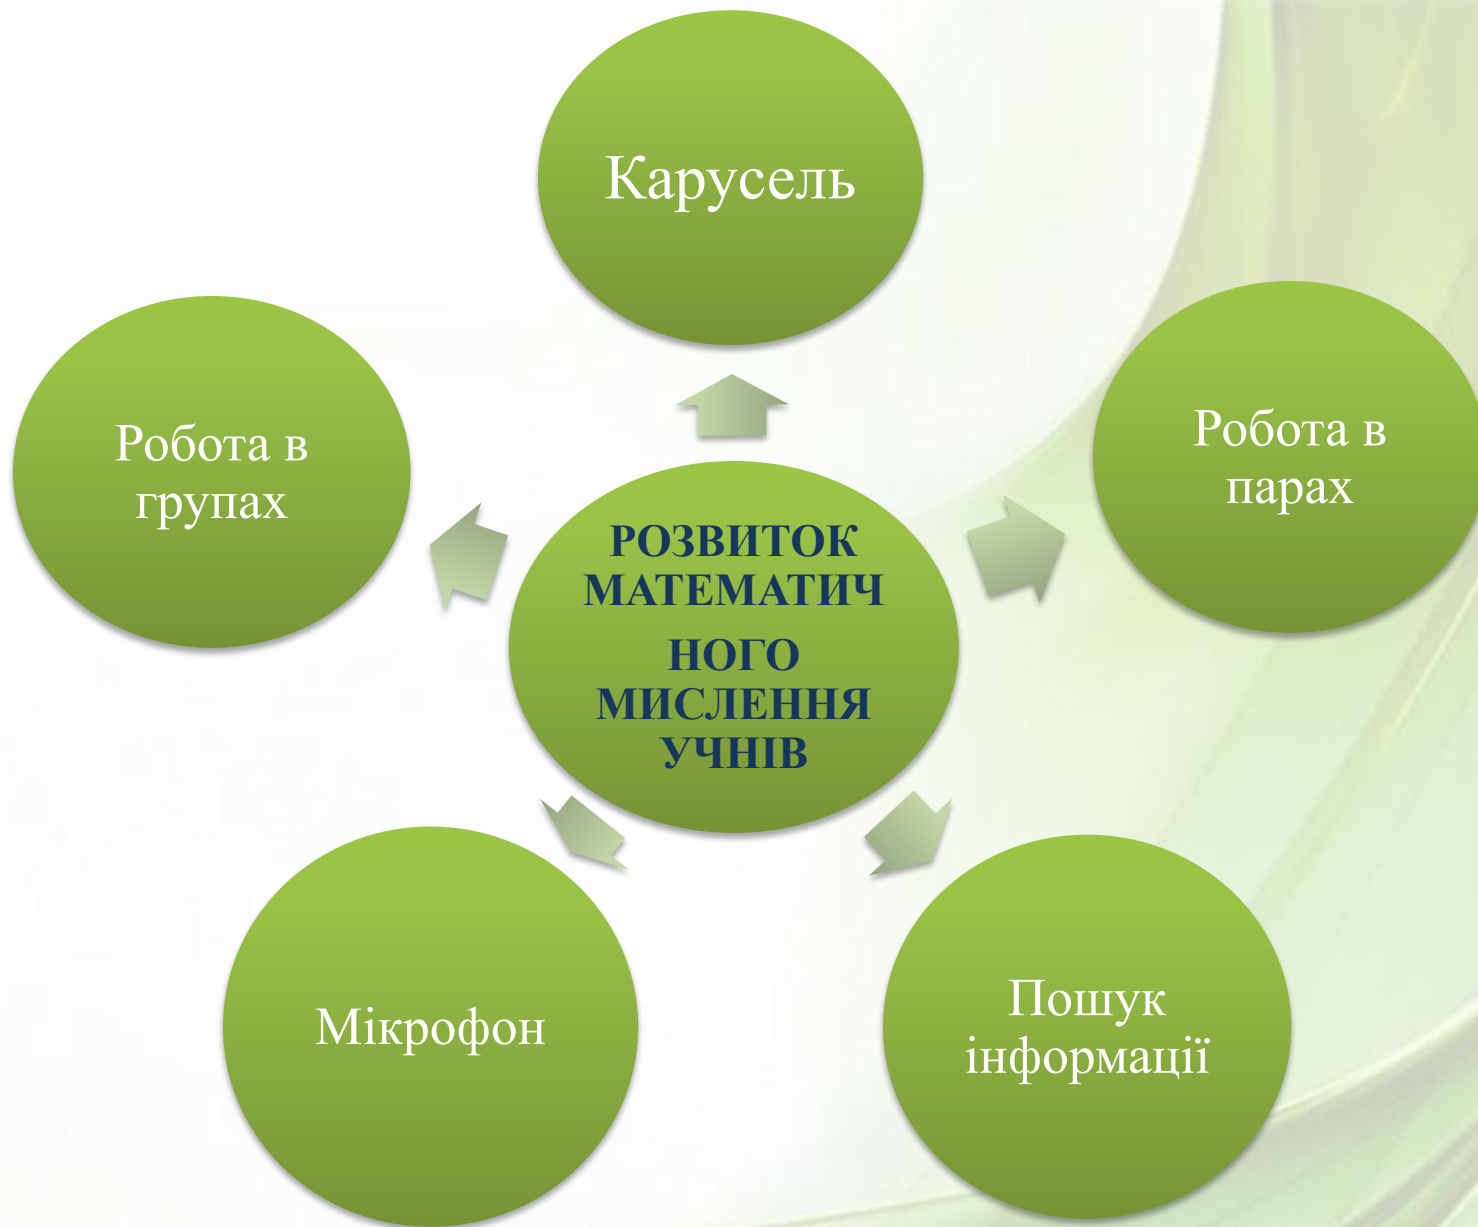 Карусель
Робота в
парах
Робота в
групах
РОЗВИТОК
МАТЕМАТИЧ
НОГО
МИСЛЕННЯ
УЧНІВ
Пошук
інформації
Мікрофон